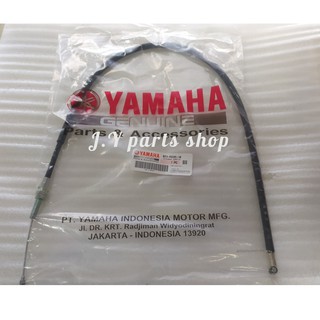 YAMAHA
GENUINE
Parts & Accessories
J.Y parts shop
YAMAHA
PT. YAMAHA INDONESIA MOTOR MFG.
JL. DR. KRT. Radjiman Widyodiningrat
JAKARTA - INDONESIA 13920